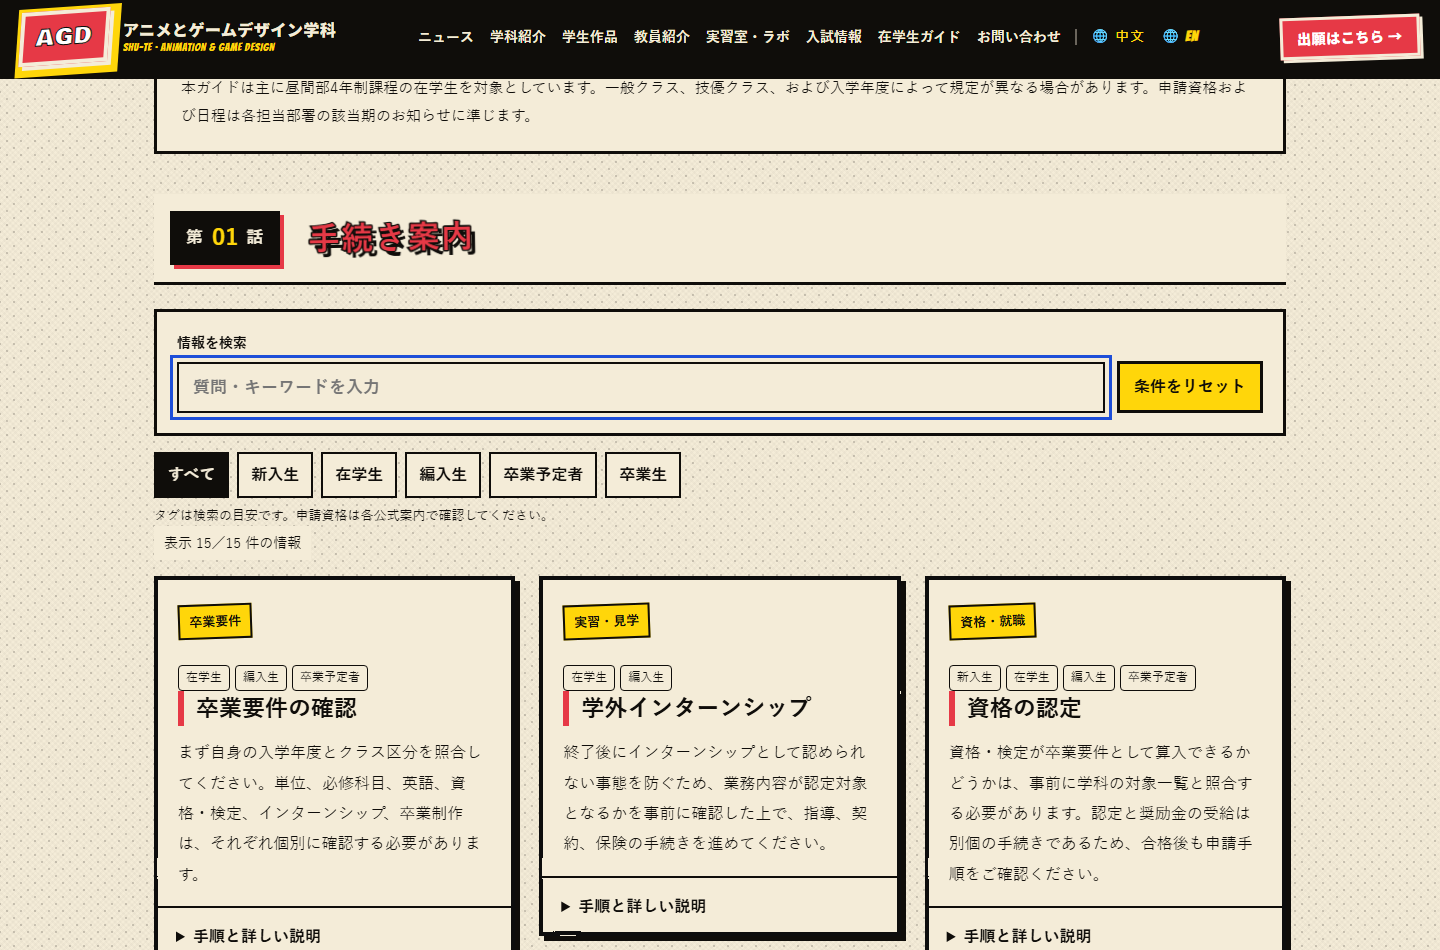 AGD
アニメとゲームデザイン学科
SHU-TE · ANIMATION & GAME DESIGN
ニュース 学科紹介 学生作品 教員紹介 実習室・ラボ 入試情報 在学生ガイド お問い合わせ | 中文 EN
出願はこちら →
本ガイドは主に昼間部4年制課程の在学生を対象としています。一般クラス、技優クラス、および入学年度によって規定が異なる場合があります。申請資格およ
び日程は各担当部署の該当期のお知らせに準じます。
第 01 話 手続き案内
情報を検索
質問・キーワードを入力
条件をリセット
すべて 新入生 在学生 編入生 卒業予定者 卒業生
タグは検索の目安です。申請資格は各公式案内で確認してください。
表示 15／15 件の情報
卒業要件
在学生 編入生 卒業予定者
卒業要件の確認
まず自身の入学年度とクラス区分を照合し
てください。単位、必修科目、英語、資
格・検定、インターンシップ、卒業制作
は、それぞれ個別に確認する必要がありま
す。
▶ 手順と詳しい説明
実習・見学
在学生 編入生
学外インターンシップ
終了後にインターンシップとして認められ
ない事態を防ぐため、業務内容が認定対象
となるかを事前に確認した上で、指導、契
約、保険の手続きを進めてください。
▶ 手順と詳しい説明
資格・就職
新入生 在学生 編入生 卒業予定者
資格の認定
資格・検定が卒業要件として算入できるか
どうかは、事前に学科の対象一覧と照合す
る必要があります。認定と奨励金の受給は
別個の手続きであるため、合格後も申請手
順をご確認ください。
▶ 手順と詳しい説明